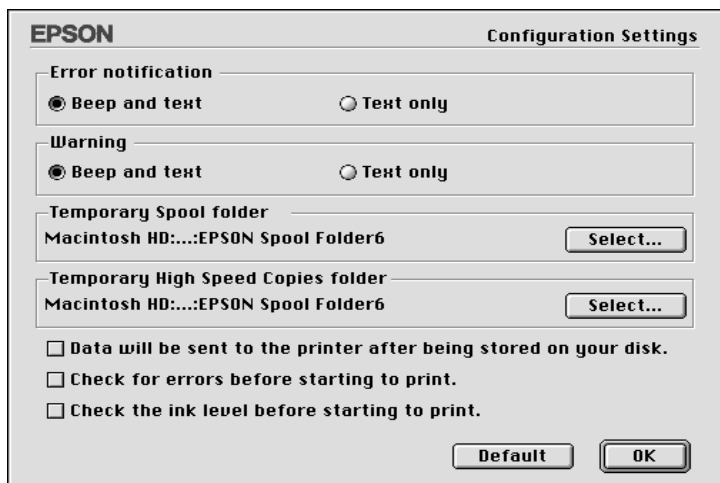 EPSON Configuration Settings
Error notification
Beep and text Text only
Warning
Beep and text Text only
Temporary Spool folder
Macintosh HD:...:EPSON Spool Folder6 Select...
Temporary High Speed Copies folder
Macintosh HD:...:EPSON Spool Folder6 Select...
Data will be sent to the printer after being stored on your disk.
Check for errors before starting to print.
Check the ink level before starting to print.
Default OK